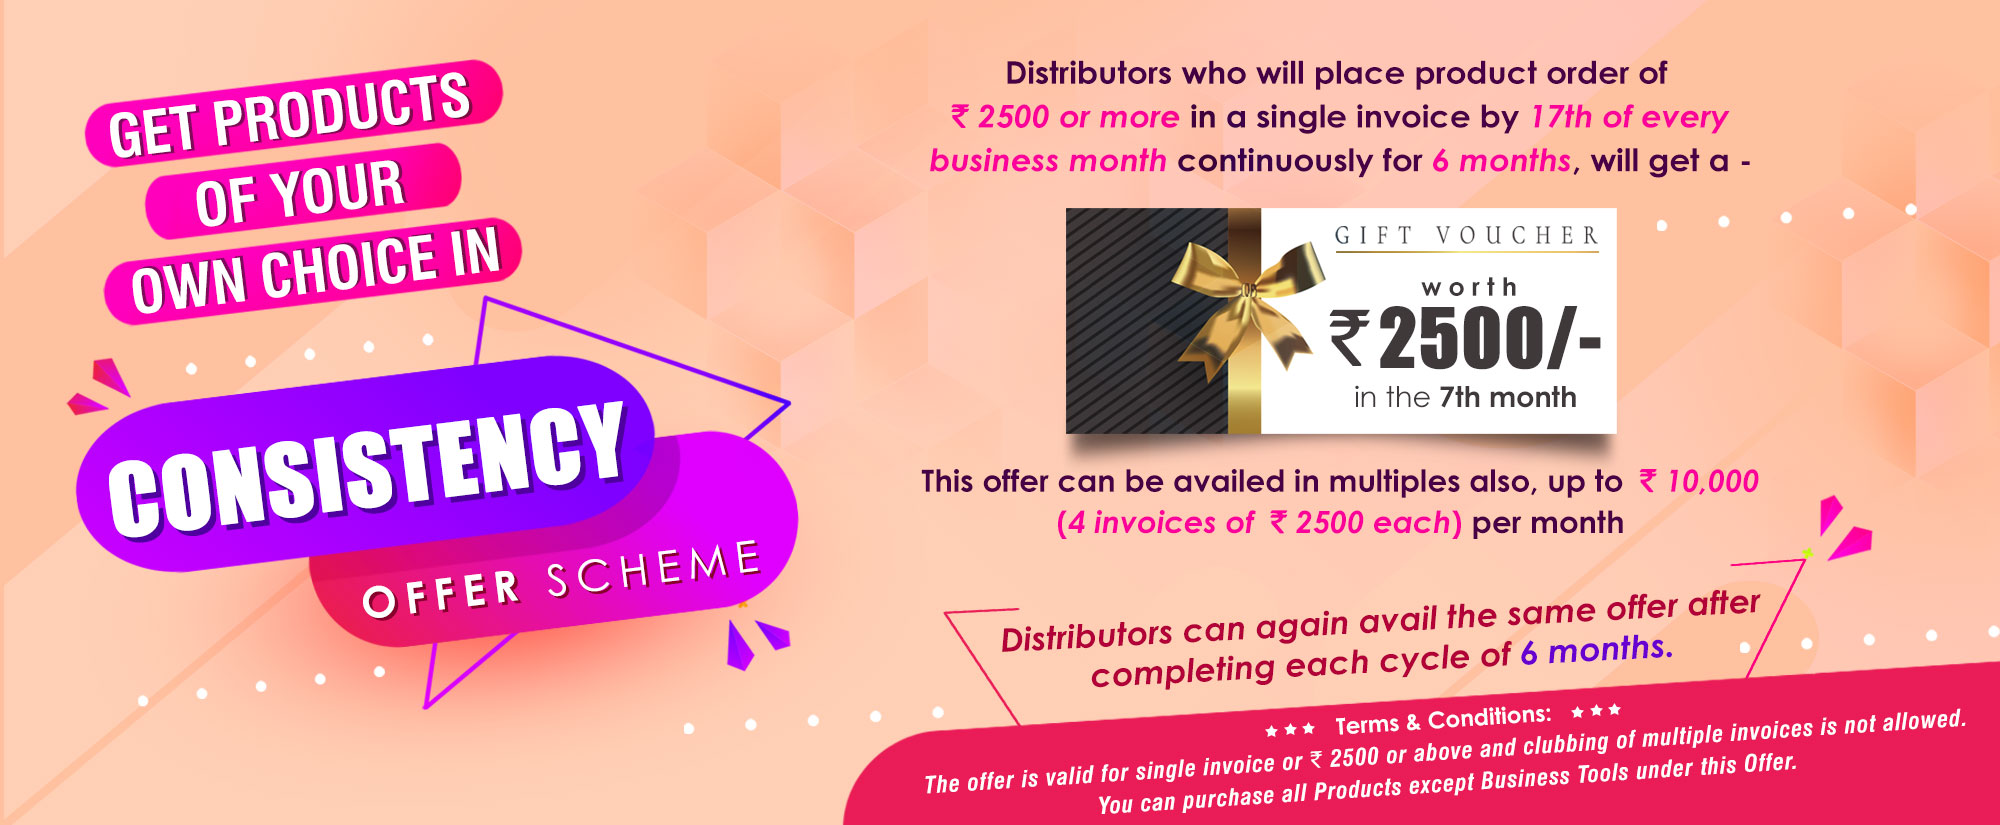 GET PRODUCTS
OF YOUR
OWN CHOICE IN
CONSISTENCY
OFFER SCHEME
Distributors who will place product order of
₹ 2500 or more in a single invoice by 17th of every
business month continuously for 6 months, will get a -
GIFT VOUCHER
worth
₹2500/-
in the 7th month
This offer can be availed in multiples also, up to ₹ 10,000
(4 invoices of ₹ 2500 each) per month
Distributors can again avail the same offer after
completing each cycle of 6 months.
Terms & Conditions:
The offer is valid for single invoice or ₹ 2500 or above and clubbing of multiple invoices is not allowed.
You can purchase all Products except Business Tools under this Offer.